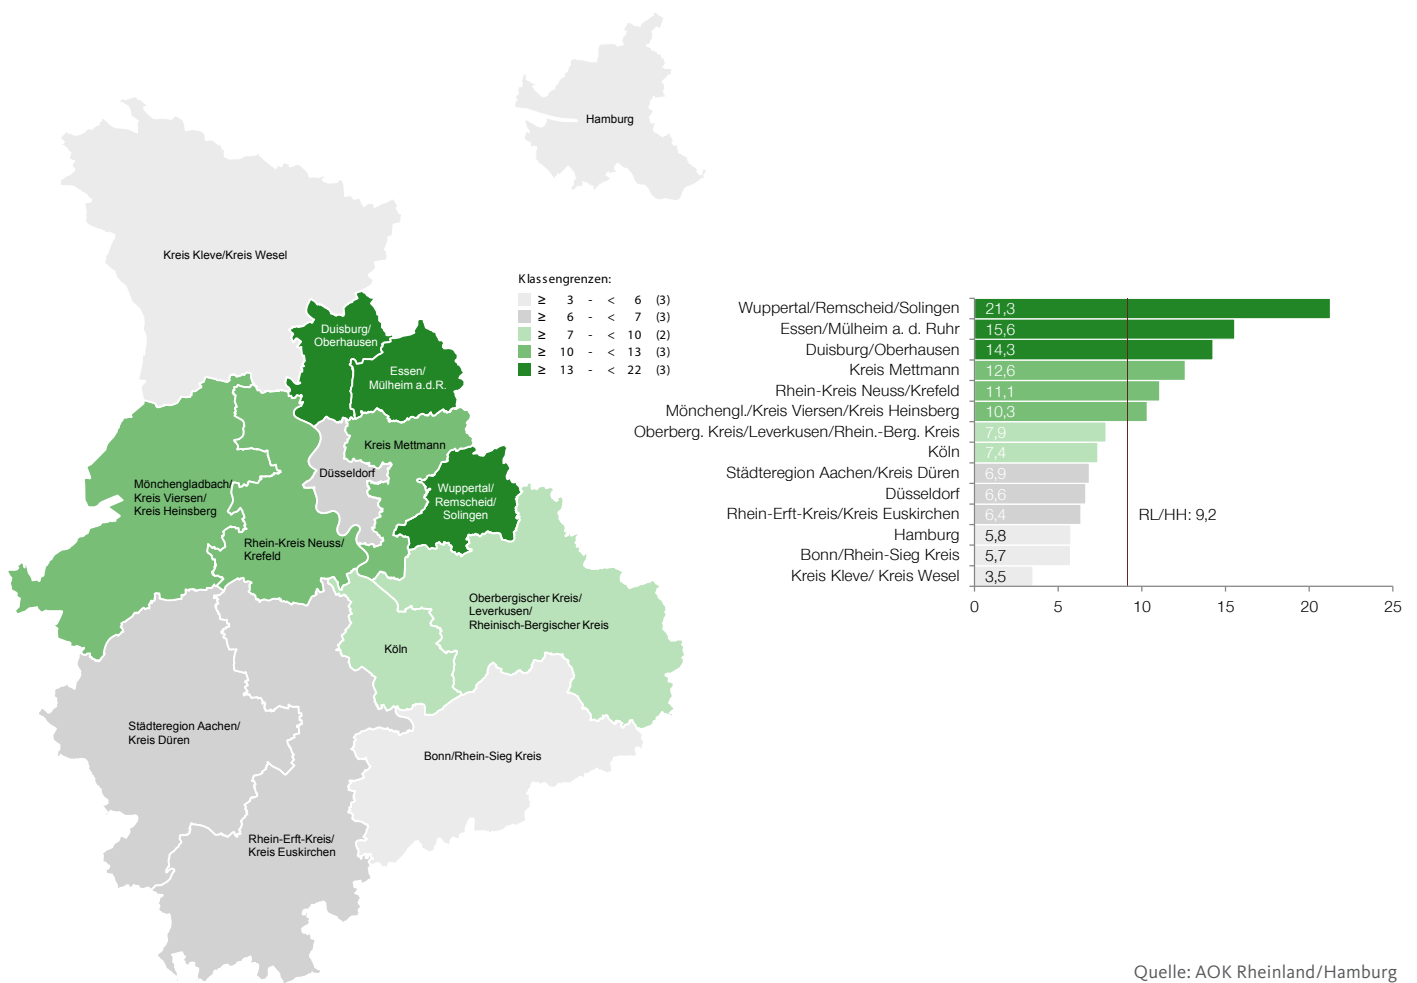 Hamburg
Kreis Kleve/Kreis Wesel
Duisburg/
Oberhausen
Essen/
Mülheim a.d.R.
Kreis Mettmann
Düsseldorf
Mönchengladbach/
Kreis Viersen/
Kreis Heinsberg
Wuppertal/
Remscheid/
Solingen
Rhein-Kreis Neuss/
Krefeld
Oberbergischer Kreis/
Leverkusen/
Rheinisch-Bergischer Kreis
Köln
Städteregion Aachen/
Kreis Düren
Bonn/Rhein-Sieg Kreis
Rhein-Erft-Kreis/
Kreis Euskirchen
Klassengrenzen:
≥ 3 - < 6 (3)
≥ 6 - < 7 (3)
≥ 7 - < 10 (2)
≥ 10 - < 13 (3)
≥ 13 - < 22 (3)
Wuppertal/Remscheid/Solingen 21,3
Essen/Mülheim a. d. Ruhr 15,6
Duisburg/Oberhausen 14,3
Kreis Mettmann 12,6
Rhein-Kreis Neuss/Krefeld 11,1
Mönchengl./Kreis Viersen/Kreis Heinsberg 10,3
Oberberg. Kreis/Leverkusen/Rhein.-Berg. Kreis 7,9
Köln 7,4
Städteregion Aachen/Kreis Düren 6,9
Düsseldorf 6,6
Rhein-Erft-Kreis/Kreis Euskirchen 6,4
RL/HH: 9,2
Hamburg 5,8
Bonn/Rhein-Sieg Kreis 5,7
Kreis Kleve/ Kreis Wesel 3,5
0 5 10 15 20 25
Quelle: AOK Rheinland/Hamburg